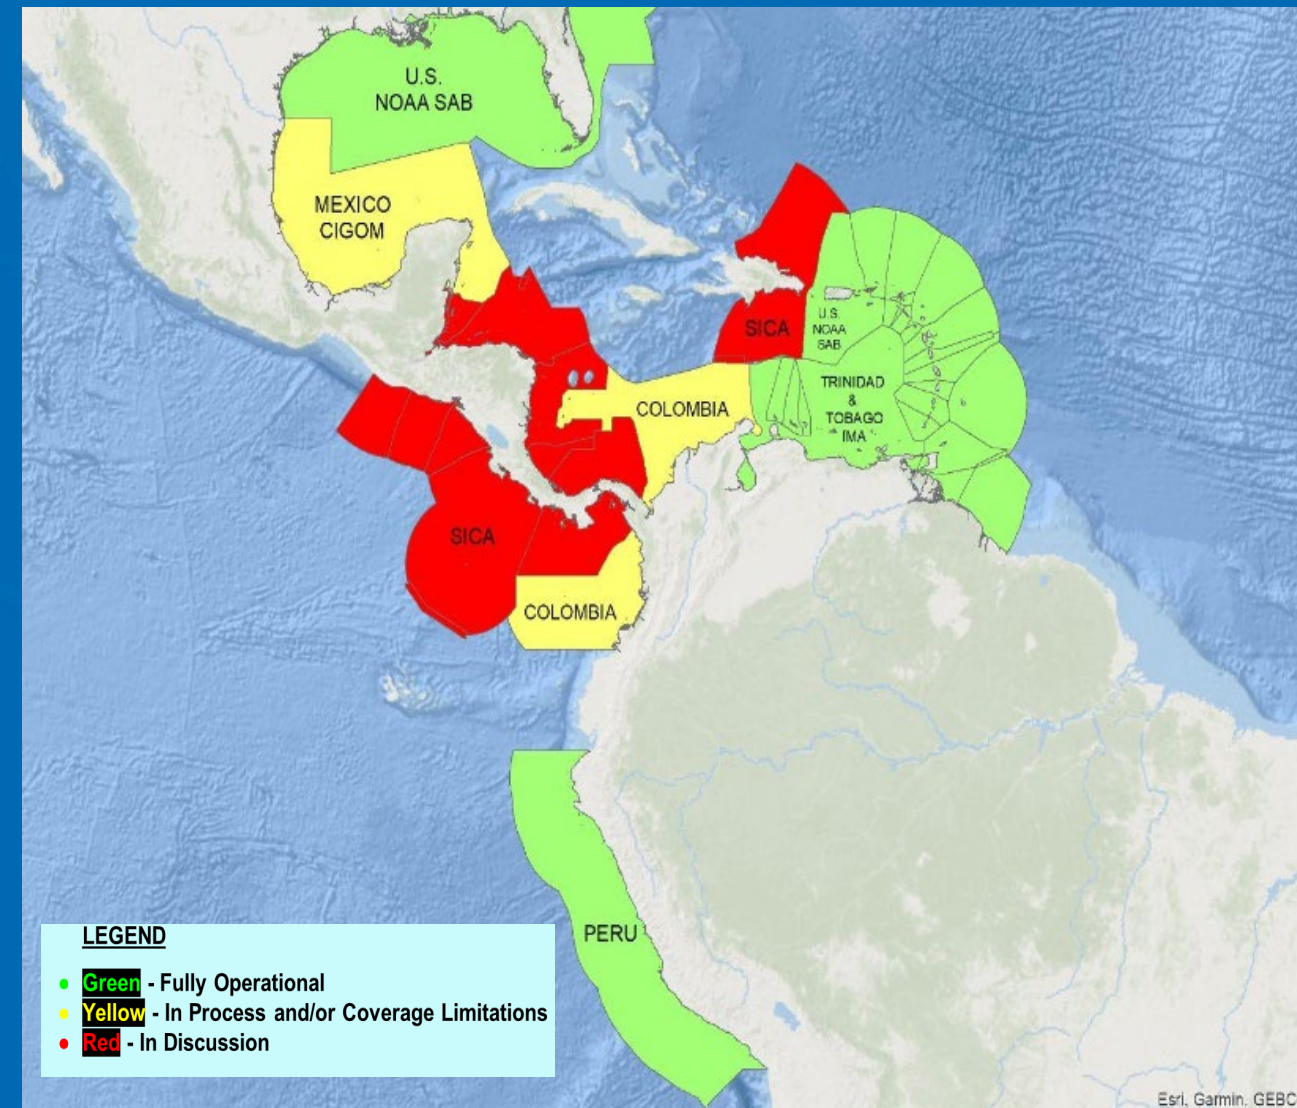 U.S.
NOAA SAB
MEXICO
CIGOM
SICA
U.S.
NOAA
SAB
TRINIDAD
&
TOBAGO
IMA
COLOMBIA
SICA
COLOMBIA
PERU
LEGEND
Green - Fully Operational
Yellow - In Process and/or Coverage Limitations
Red - In Discussion
Esri, Garmin, GEBC